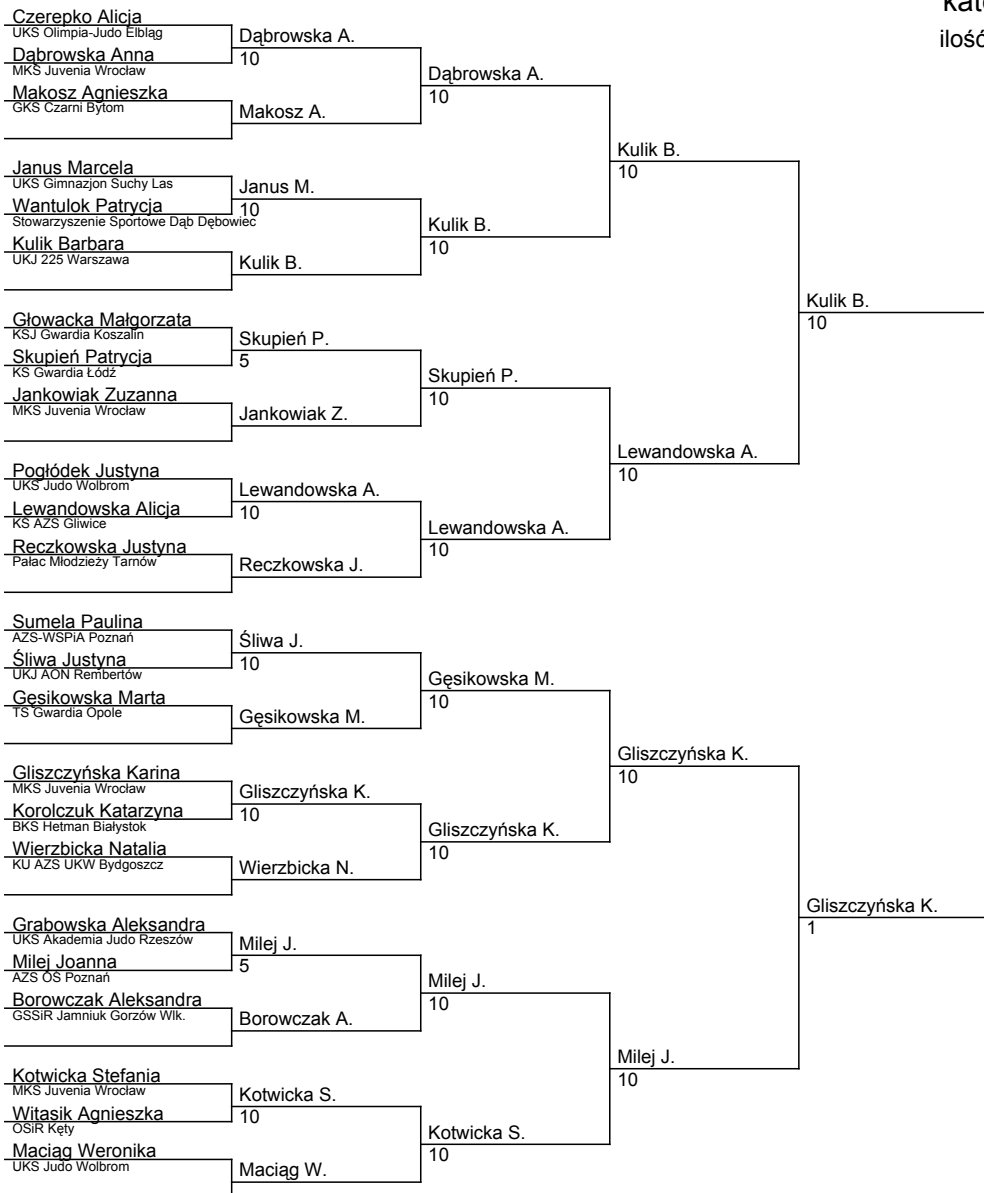 kat
ilość
Czerepko Alicja
UKS Olimpia-Judo Elbląg
Dąbrowska Anna
MKS Juvenia Wrocław
Makosz Agnieszka
GKS Czarni Bytom
Janus Marcela
UKS Gimnazjon Suchy Las
Wantulok Patrycja
Stowarzyszenie Sportowe Dąb Dębowiec
Kulik Barbara
UKJ 225 Warszawa
Głowacka Małgorzata
KSJ Gwardia Koszalin
Skupień Patrycja
KS Gwardia Łódź
Jankowiak Zuzanna
MKS Juvenia Wrocław
Pogłódek Justyna
UKS Judo Wolbrom
Lewandowska Alicja
KS AZS Gliwice
Reczkowska Justyna
Pałac Młodzieży Tarnów
Sumela Paulina
AZS-WSPiA Poznań
Śliwa Justyna
UKJ AON Rembertów
Gęsikowska Marta
TS Gwardia Opole
Gliszczyńska Karina
MKS Juvenia Wrocław
Korolczuk Katarzyna
BKS Hetman Białystok
Wierzbicka Natalia
KU AZS UKW Bydgoszcz
Grabowska Aleksandra
UKS Akademia Judo Rzeszów
Milej Joanna
AZS OŚ Poznań
Borowczak Aleksandra
GSSiR Jamniuk Gorzów Wlk.
Kotwicka Stefania
MKS Juvenia Wrocław
Witasik Agnieszka
OSiR Kęty
Maciąg Weronika
UKS Judo Wolbrom
Dąbrowska A.
10
Makosz A.
Janus M.
10
Kulik B.
Skupień P.
5
Jankowiak Z.
Lewandowska A.
10
Reczkowska J.
Śliwa J.
10
Gęsikowska M.
Gliszczyńska K.
10
Wierzbicka N.
Milej J.
5
Borowczak A.
Kotwicka S.
10
Maciąg W.
Dąbrowska A.
10
Kulik B.
10
Skupień P.
10
Lewandowska A.
10
Gęsikowska M.
10
Gliszczyńska K.
10
Milej J.
10
Kotwicka S.
10
Kulik B.
10
Lewandowska A.
10
Gliszczyńska K.
10
Milej J.
10
Kulik B.
10
Gliszczyńska K.
1